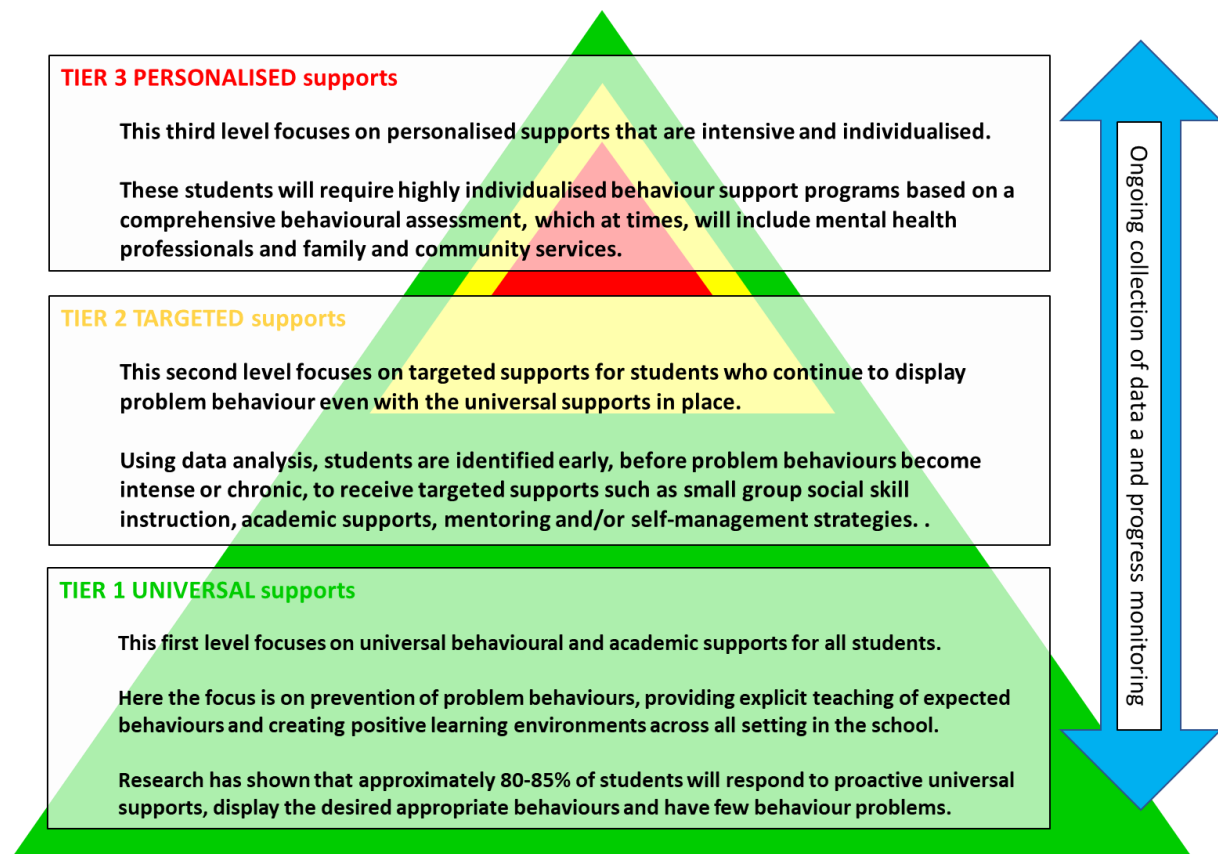 TIER 3 PERSONALISED supports
This third level focuses on personalised supports that are intensive and individualised.
These students will require highly individualised behaviour support programs based on a
comprehensive behavioural assessment, which at times, will include mental health
professionals and family and community services.
TIER 2 TARGETED supports
This second level focuses on targeted supports for students who continue to display
problem behaviour even with the universal supports in place.
Using data analysis, students are identified early, before problem behaviours become
intense or chronic, to receive targeted supports such as small group social skill
instruction, academic supports, mentoring and/or self-management strategies. .
TIER 1 UNIVERSAL supports
This first level focuses on universal behavioural and academic supports for all students.
Here the focus is on prevention of problem behaviours, providing explicit teaching of expected
behaviours and creating positive learning environments across all setting in the school.
Research has shown that approximately 80-85% of students will respond to proactive universal
supports, display the desired appropriate behaviours and have few behaviour problems.
Ongoing collection of data a and progress monitoring